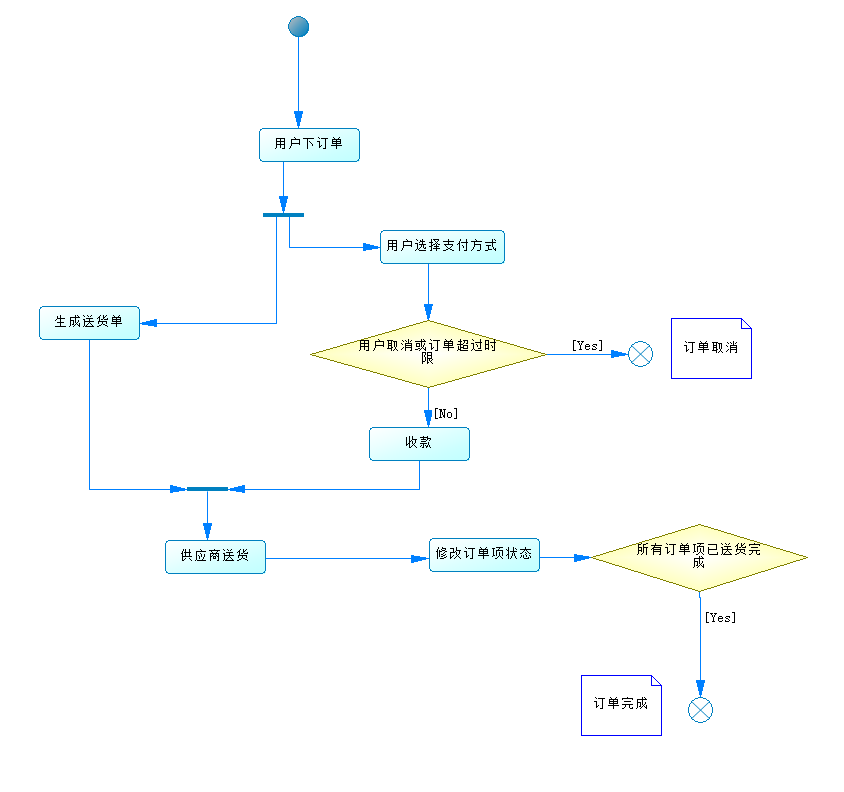 用户下订单
用户选择支付方式
生成送货单
用户取消或订单超过时
限
[Yes]
订单取消
[No]
收款
供应商送货
修改订单项状态
所有订单项已送货完
成
[Yes]
订单完成